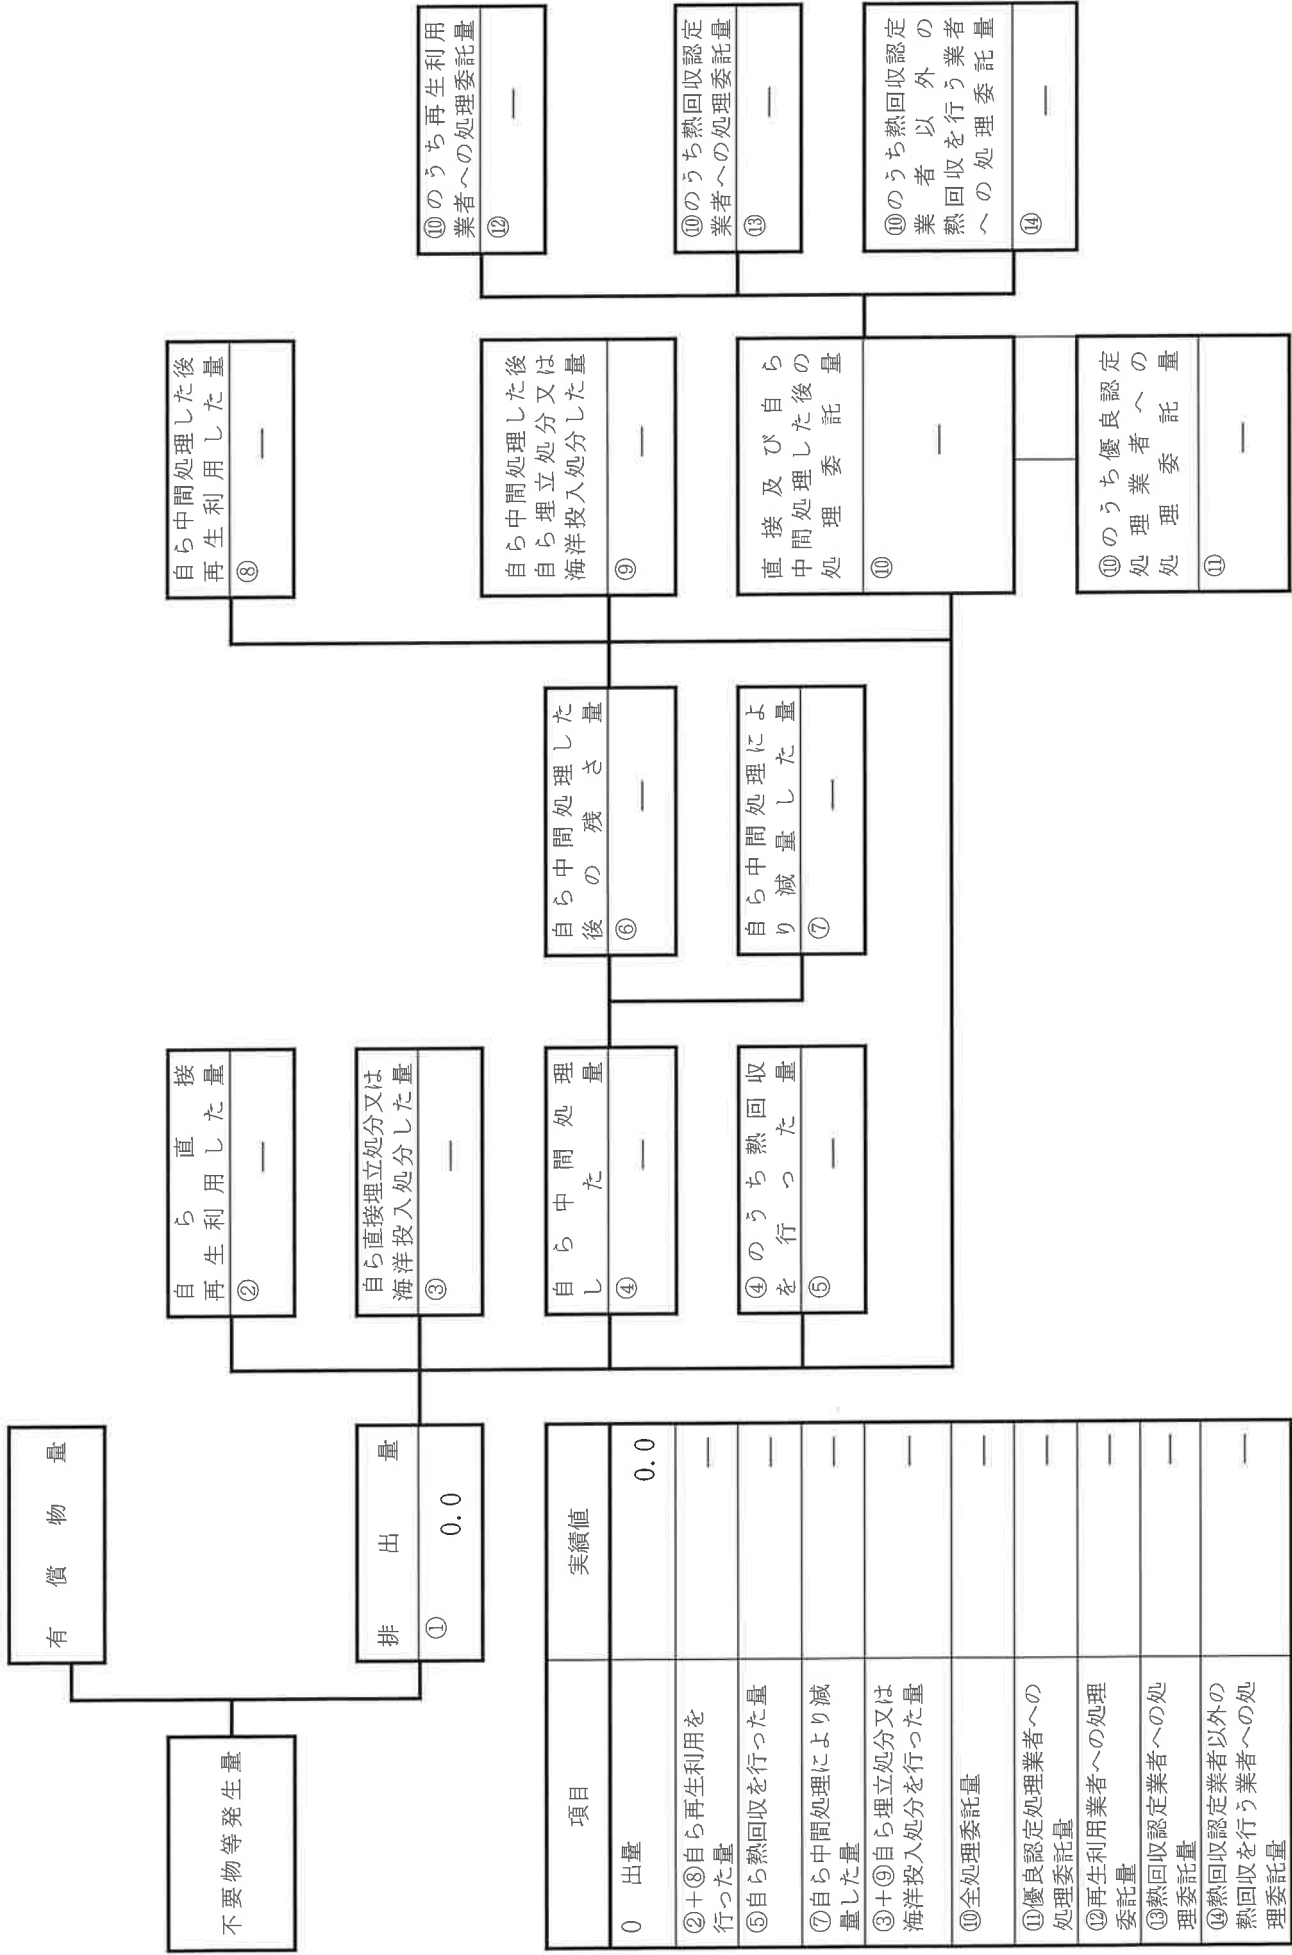 不要物等発生量
有償物量
排出量
①
0.0
自ら直接
再生利用した量
②
—
自ら直接埋立処分又は
海洋投入処分した量
③
—
自ら中間処理
した量
④
—
④のうち熱回収
を行った量
⑤
—
自ら中間処理した
後の残さ量
⑥
—
自ら中間処理によ
り減量した量
⑦
—
自ら中間処理した後
再生利用した量
⑧
—
自ら中間処理した後
自ら埋立処分又は
海洋投入処分した量
⑨
—
直接及び自ら
中間処理した後の
処理委託量
⑩
—
⑩のうち優良認定
処理業者への
処理委託量
⑪
—
⑩のうち再生利用
業者への処理委託量
⑫
—
⑩のうち熱回収認定
業者への処理委託量
⑬
—
⑩のうち熱回収認定
業者以外の
熱回収を行う業者
への処理委託量
⑭
—
項目 実績値
0 出量 0.0
②＋⑧自ら再生利用を
行った量 —
⑤自ら熱回収を行った量 —
⑦自ら中間処理により減
量した量 —
③＋⑨自ら埋立処分又は
海洋投入処分を行った量 —
⑩全処理委託量 —
⑪優良認定処理業者への
処理委託量 —
⑫再生利用業者への処理
委託量 —
⑬熱回収認定業者への処
理委託量 —
⑭熱回収認定業者以外の
熱回収を行う業者への処
理委託量 —